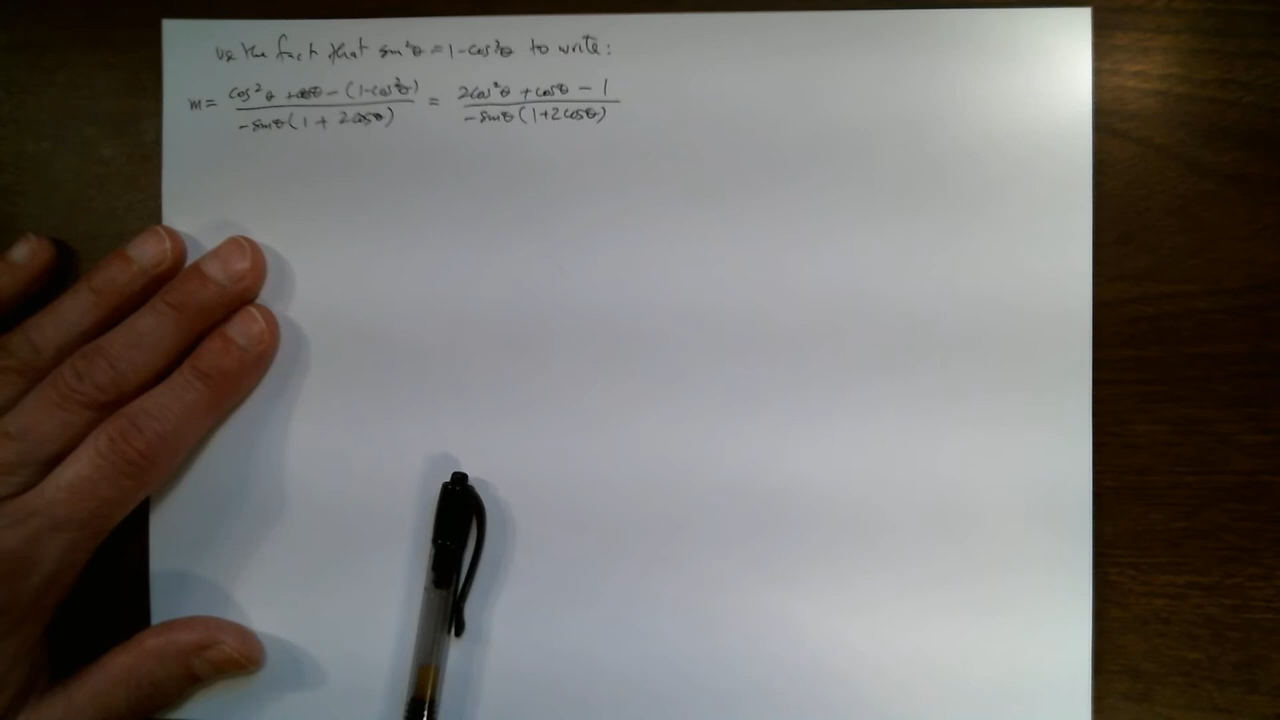 use the fact that sin²θ = 1-cos²θ to write:
m = (cos²θ + cosθ - (1-cos²θ)) / (-sinθ(1 + 2cosθ)) = (2cos²θ + cosθ - 1) / (-sinθ(1+2cosθ))